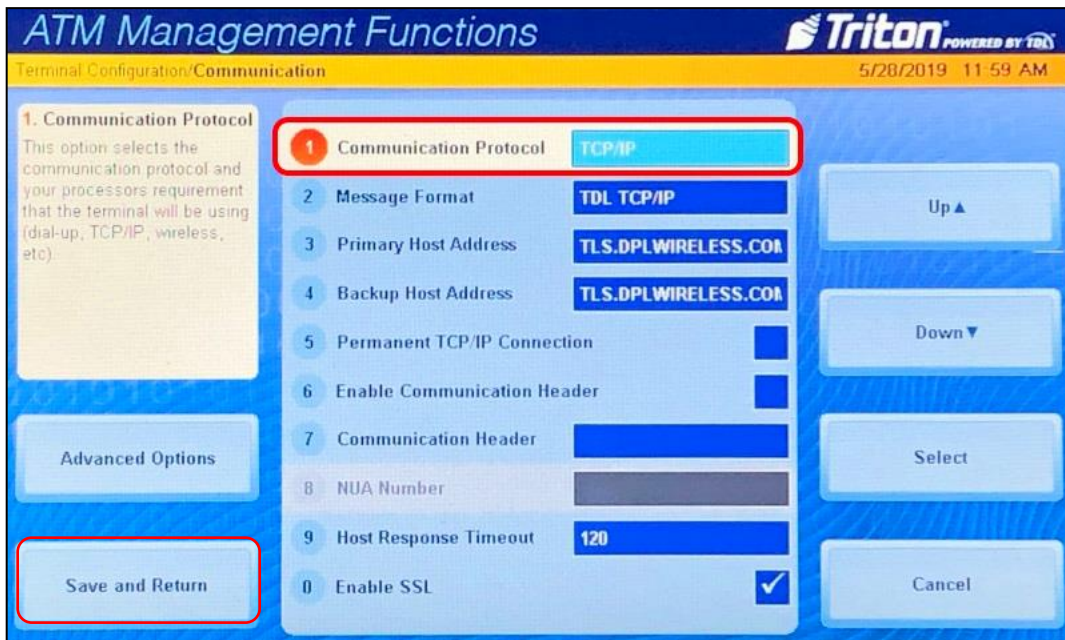 ATM Management Functions
Triton POWERED BY TDL
Terminal Configuration/Communication
5/28/2019 11:59 AM
1. Communication Protocol
This option selects the
communication protocol and
your processors requirement
that the terminal will be using
(dial-up, TCP/IP, wireless,
etc)
1 Communication Protocol TCP/IP
2 Message Format TDL TCP/IP
3 Primary Host Address TLS.DPLWIRELESS.COM
4 Backup Host Address TLS.DPLWIRELESS.COM
5 Permanent TCP/IP Connection
6 Enable Communication Header
7 Communication Header
8 NUA Number
9 Host Response Timeout 120
0 Enable SSL
Advanced Options
Save and Return
Up▲
Down▼
Select
Cancel